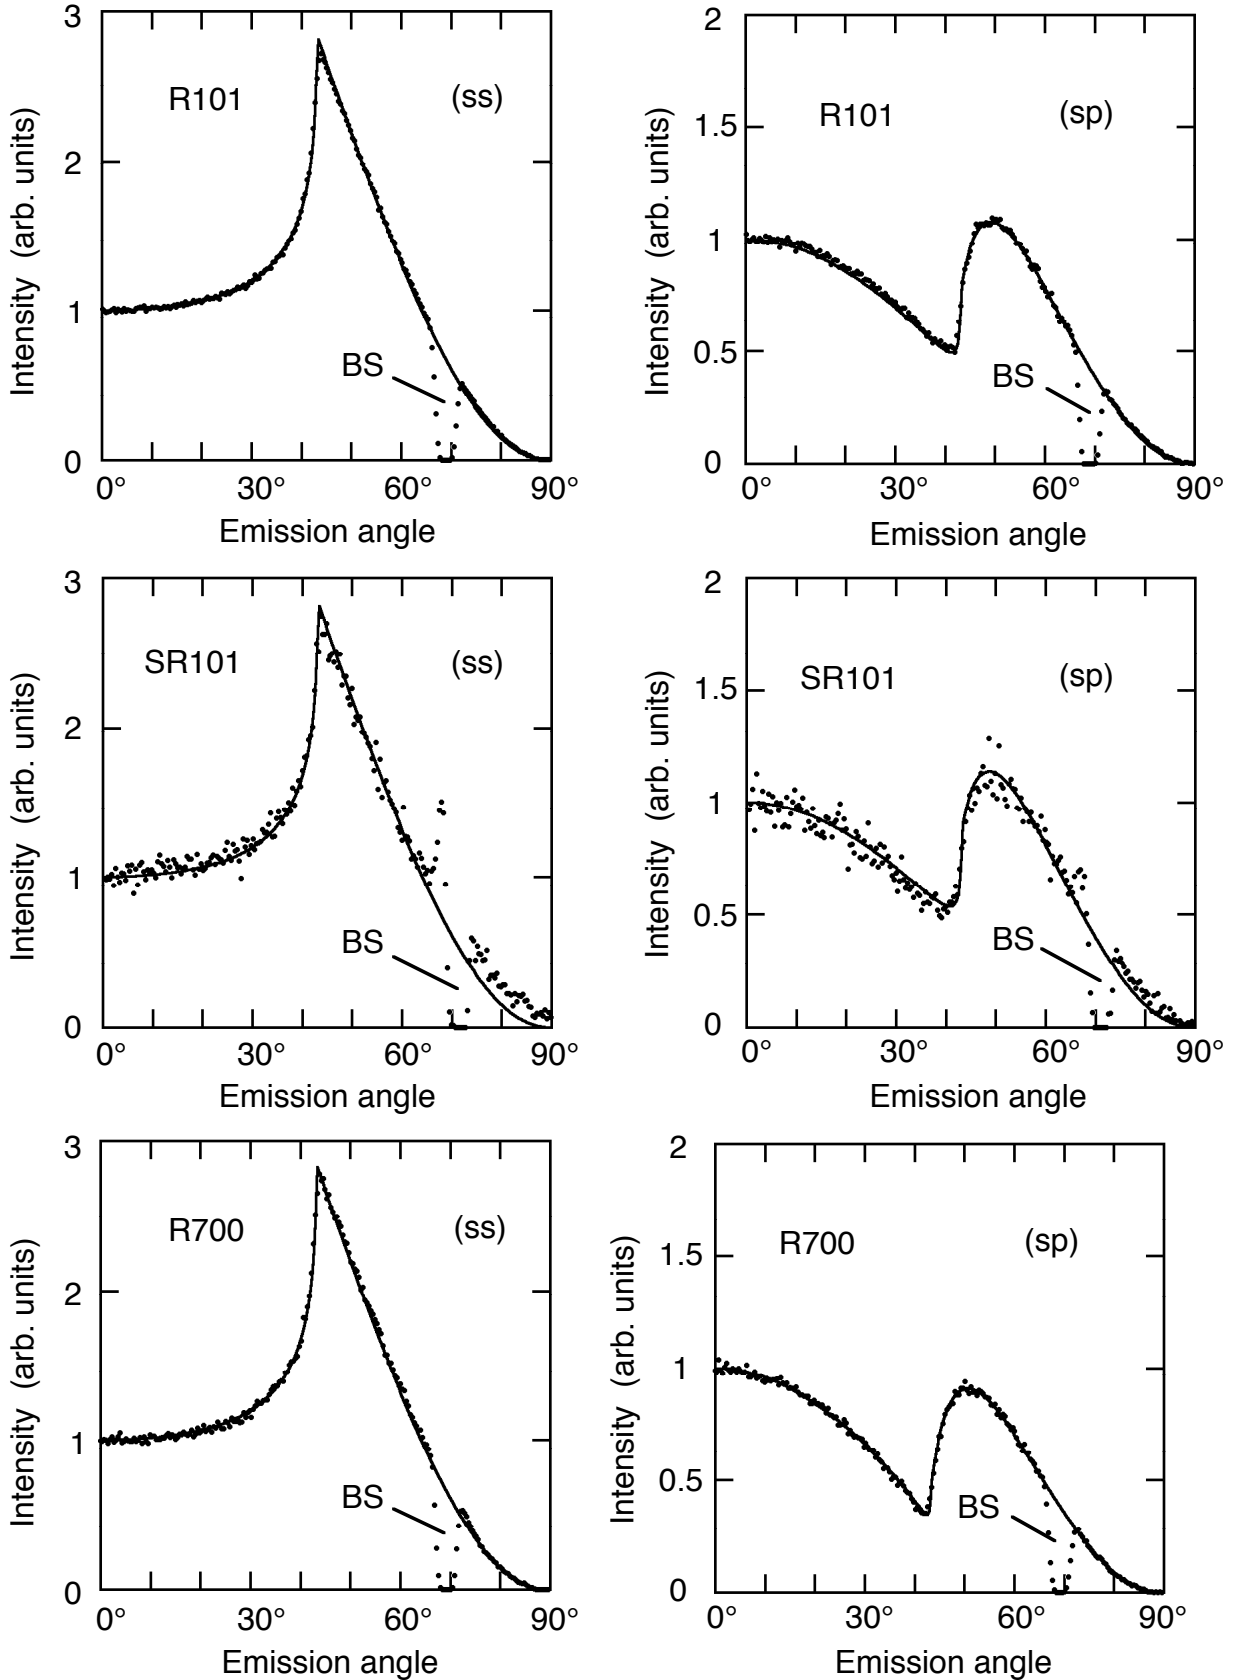 3
2
1
0
Intensity (arb. units)
R101
(ss)
BS
0° 30° 60° 90°
Emission angle
2
1.5
1
0.5
0
Intensity (arb. units)
R101
(sp)
BS
0° 30° 60° 90°
Emission angle
3
2
1
0
Intensity (arb. units)
SR101
(ss)
BS
0° 30° 60° 90°
Emission angle
2
1.5
1
0.5
0
Intensity (arb. units)
SR101
(sp)
BS
0° 30° 60° 90°
Emission angle
3
2
1
0
Intensity (arb. units)
R700
(ss)
BS
0° 30° 60° 90°
Emission angle
2
1.5
1
0.5
0
Intensity (arb. units)
R700
(sp)
BS
0° 30° 60° 90°
Emission angle